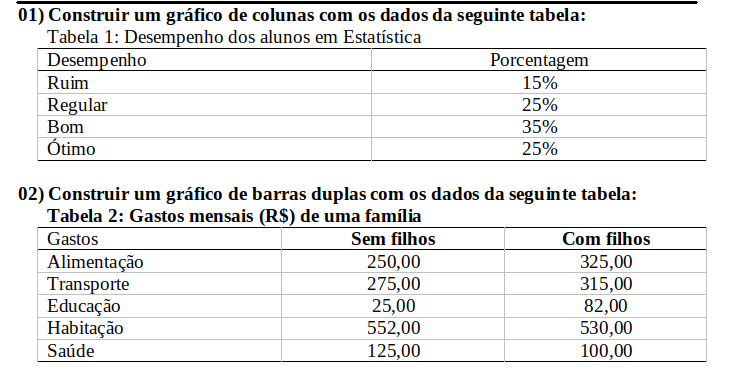 01) Construir um gráfico de colunas com os dados da seguinte tabela:
Tabela 1: Desempenho dos alunos em Estatística
Desempenho Porcentagem
Ruim 15%
Regular 25%
Bom 35%
Ótimo 25%
02) Construir um gráfico de barras duplas com os dados da seguinte tabela:
Tabela 2: Gastos mensais (R$) de uma família
Gastos Sem filhos Com filhos
Alimentação 250,00 325,00
Transporte 275,00 315,00
Educação 25,00 82,00
Habitação 552,00 530,00
Saúde 125,00 100,00